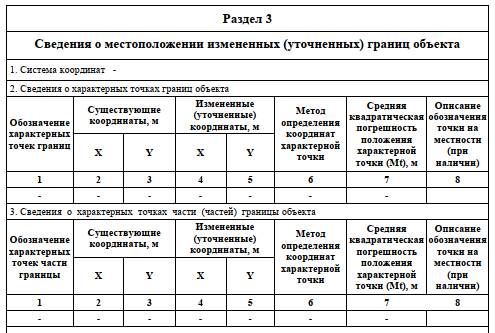 Раздел 3
Сведения о местоположении измененных (уточненных) границ объекта
1. Система координат -
2. Сведения о характерных точках границ объекта
Обозначение характерных точек границ
Существующие координаты, м
Измененные (уточненные) координаты, м
Метод определения координат характерной точки
Средняя квадратическая погрешность положения характерной точки (Mt), м
Описание обозначения точки на местности (при наличии)
X Y X Y
1 2 3 4 5 6 7 8
- - - - - - - -
3. Сведения о характерных точках части (частей) границы объекта
Обозначение характерных точек части границы
Существующие координаты, м
Измененные (уточненные) координаты, м
Метод определения координат характерной точки
Средняя квадратическая погрешность положения характерной точки (Mt), м
Описание обозначения точки на местности (при наличии)
X Y X Y
1 2 3 4 5 6 7 8
- - - - - - -